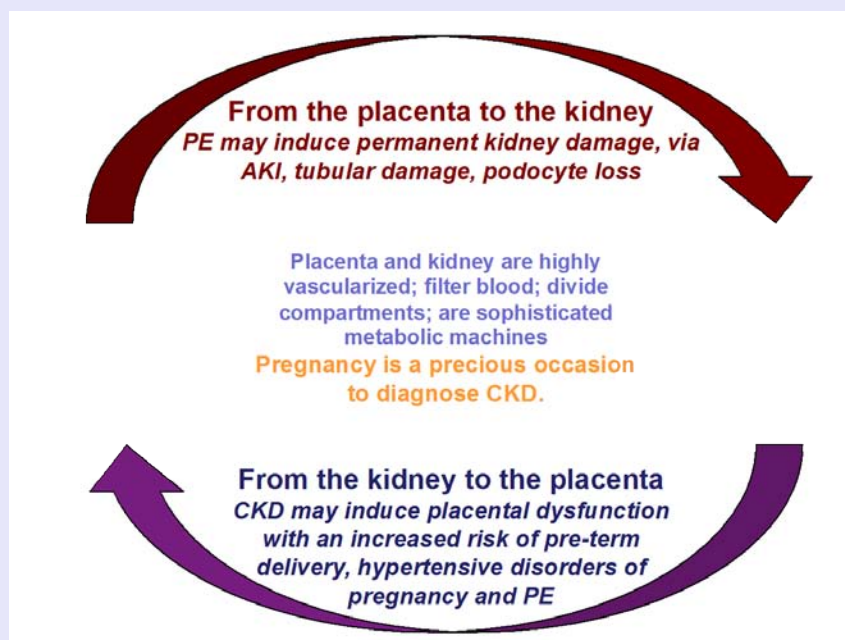 From the placenta to the kidney
PE may induce permanent kidney damage, via
AKI, tubular damage, podocyte loss
Placenta and kidney are highly
vascularized; filter blood; divide
compartments; are sophisticated
metabolic machines
Pregnancy is a precious occasion
to diagnose CKD.
From the kidney to the placenta
CKD may induce placental dysfunction
with an increased risk of pre-term
delivery, hypertensive disorders of
pregnancy and PE